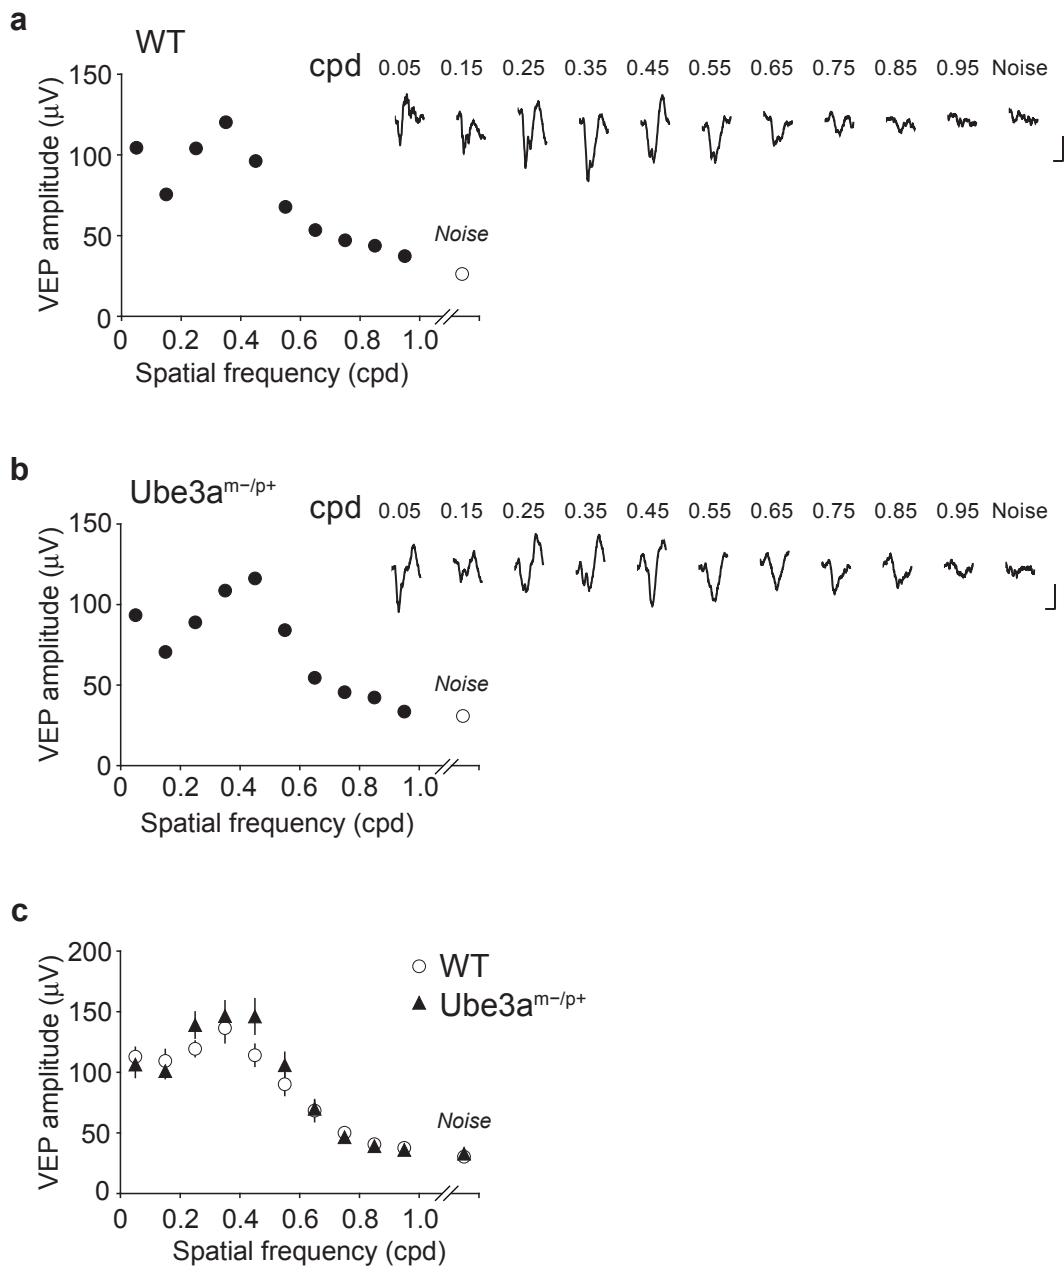 a
WT
VEP amplitude (μV)
150
100
50
0
0 0.2 0.4 0.6 0.8 1.0
Spatial frequency (cpd)
Noise
cpd 0.05 0.15 0.25 0.35 0.45 0.55 0.65 0.75 0.85 0.95 Noise
b
Ube3a^m−/p+
VEP amplitude (μV)
150
100
50
0
0 0.2 0.4 0.6 0.8 1.0
Spatial frequency (cpd)
Noise
cpd 0.05 0.15 0.25 0.35 0.45 0.55 0.65 0.75 0.85 0.95 Noise
c
VEP amplitude (μV)
200
150
100
50
0
0 0.2 0.4 0.6 0.8 1.0
Spatial frequency (cpd)
WT
Ube3a^m−/p+
Noise